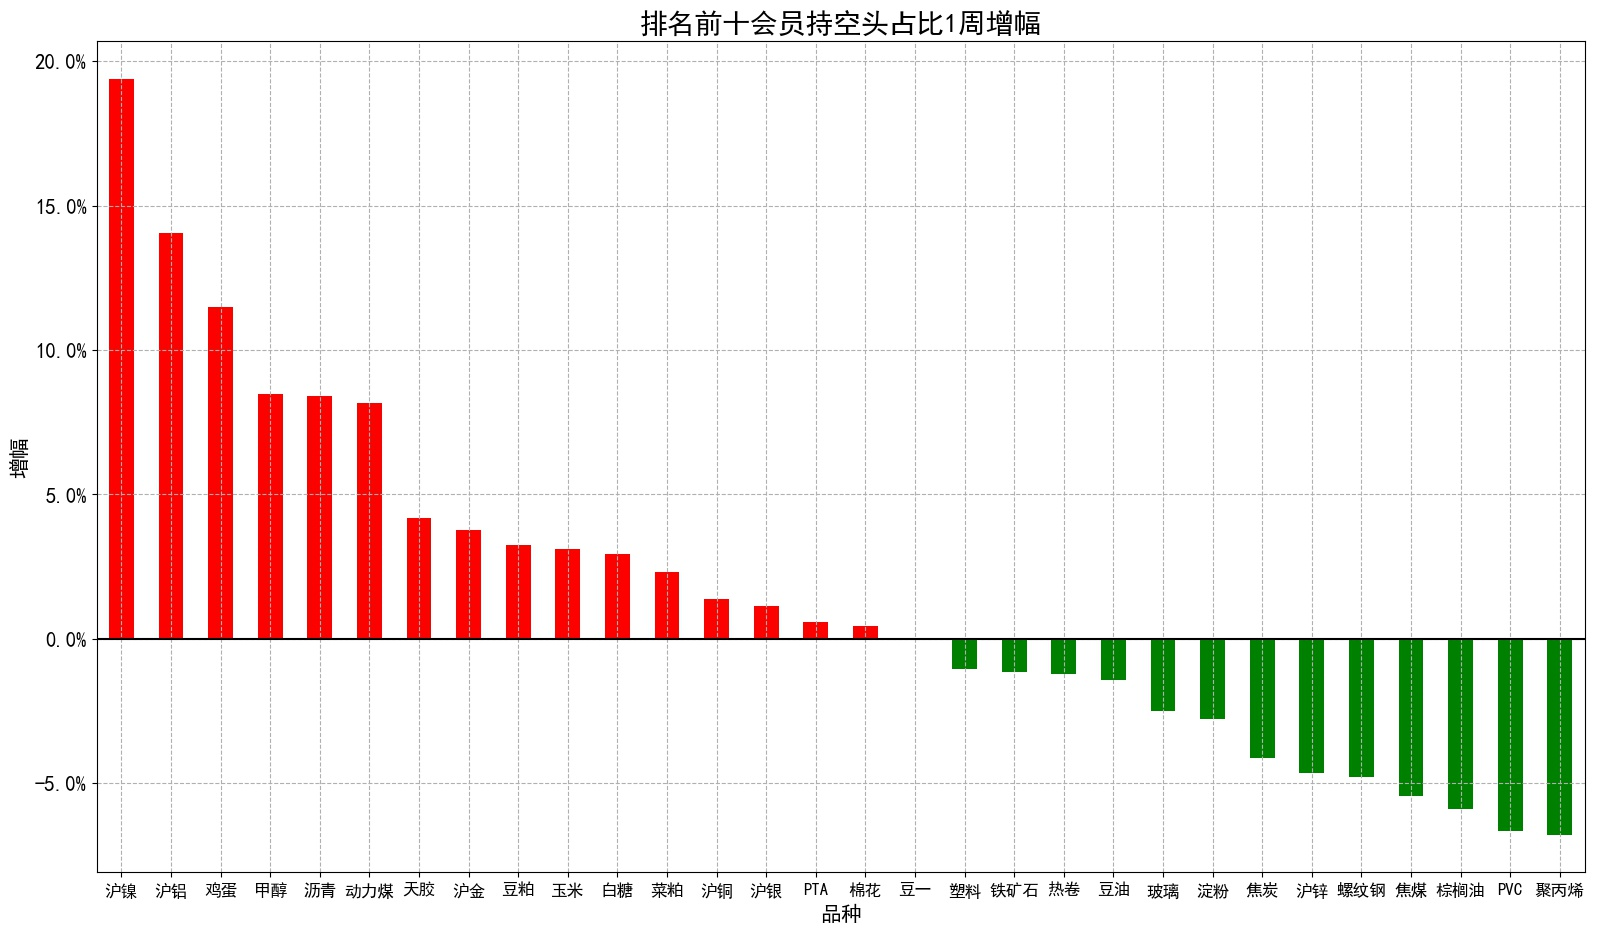 排名前十会员持空头占比1周增幅
20.0%
15.0%
10.0%
5.0%
0.0%
−5.0%
增幅
沪镍 沪铝 鸡蛋 甲醇 沥青 动力煤 天胶 沪金 豆粕 玉米 白糖 菜粕 沪铜 沪银 PTA 棉花 豆一 塑料 铁矿石 热卷 豆油 玻璃 淀粉 焦炭 沪锌 螺纹钢 焦煤 棕榈油 PVC 聚丙烯
品种